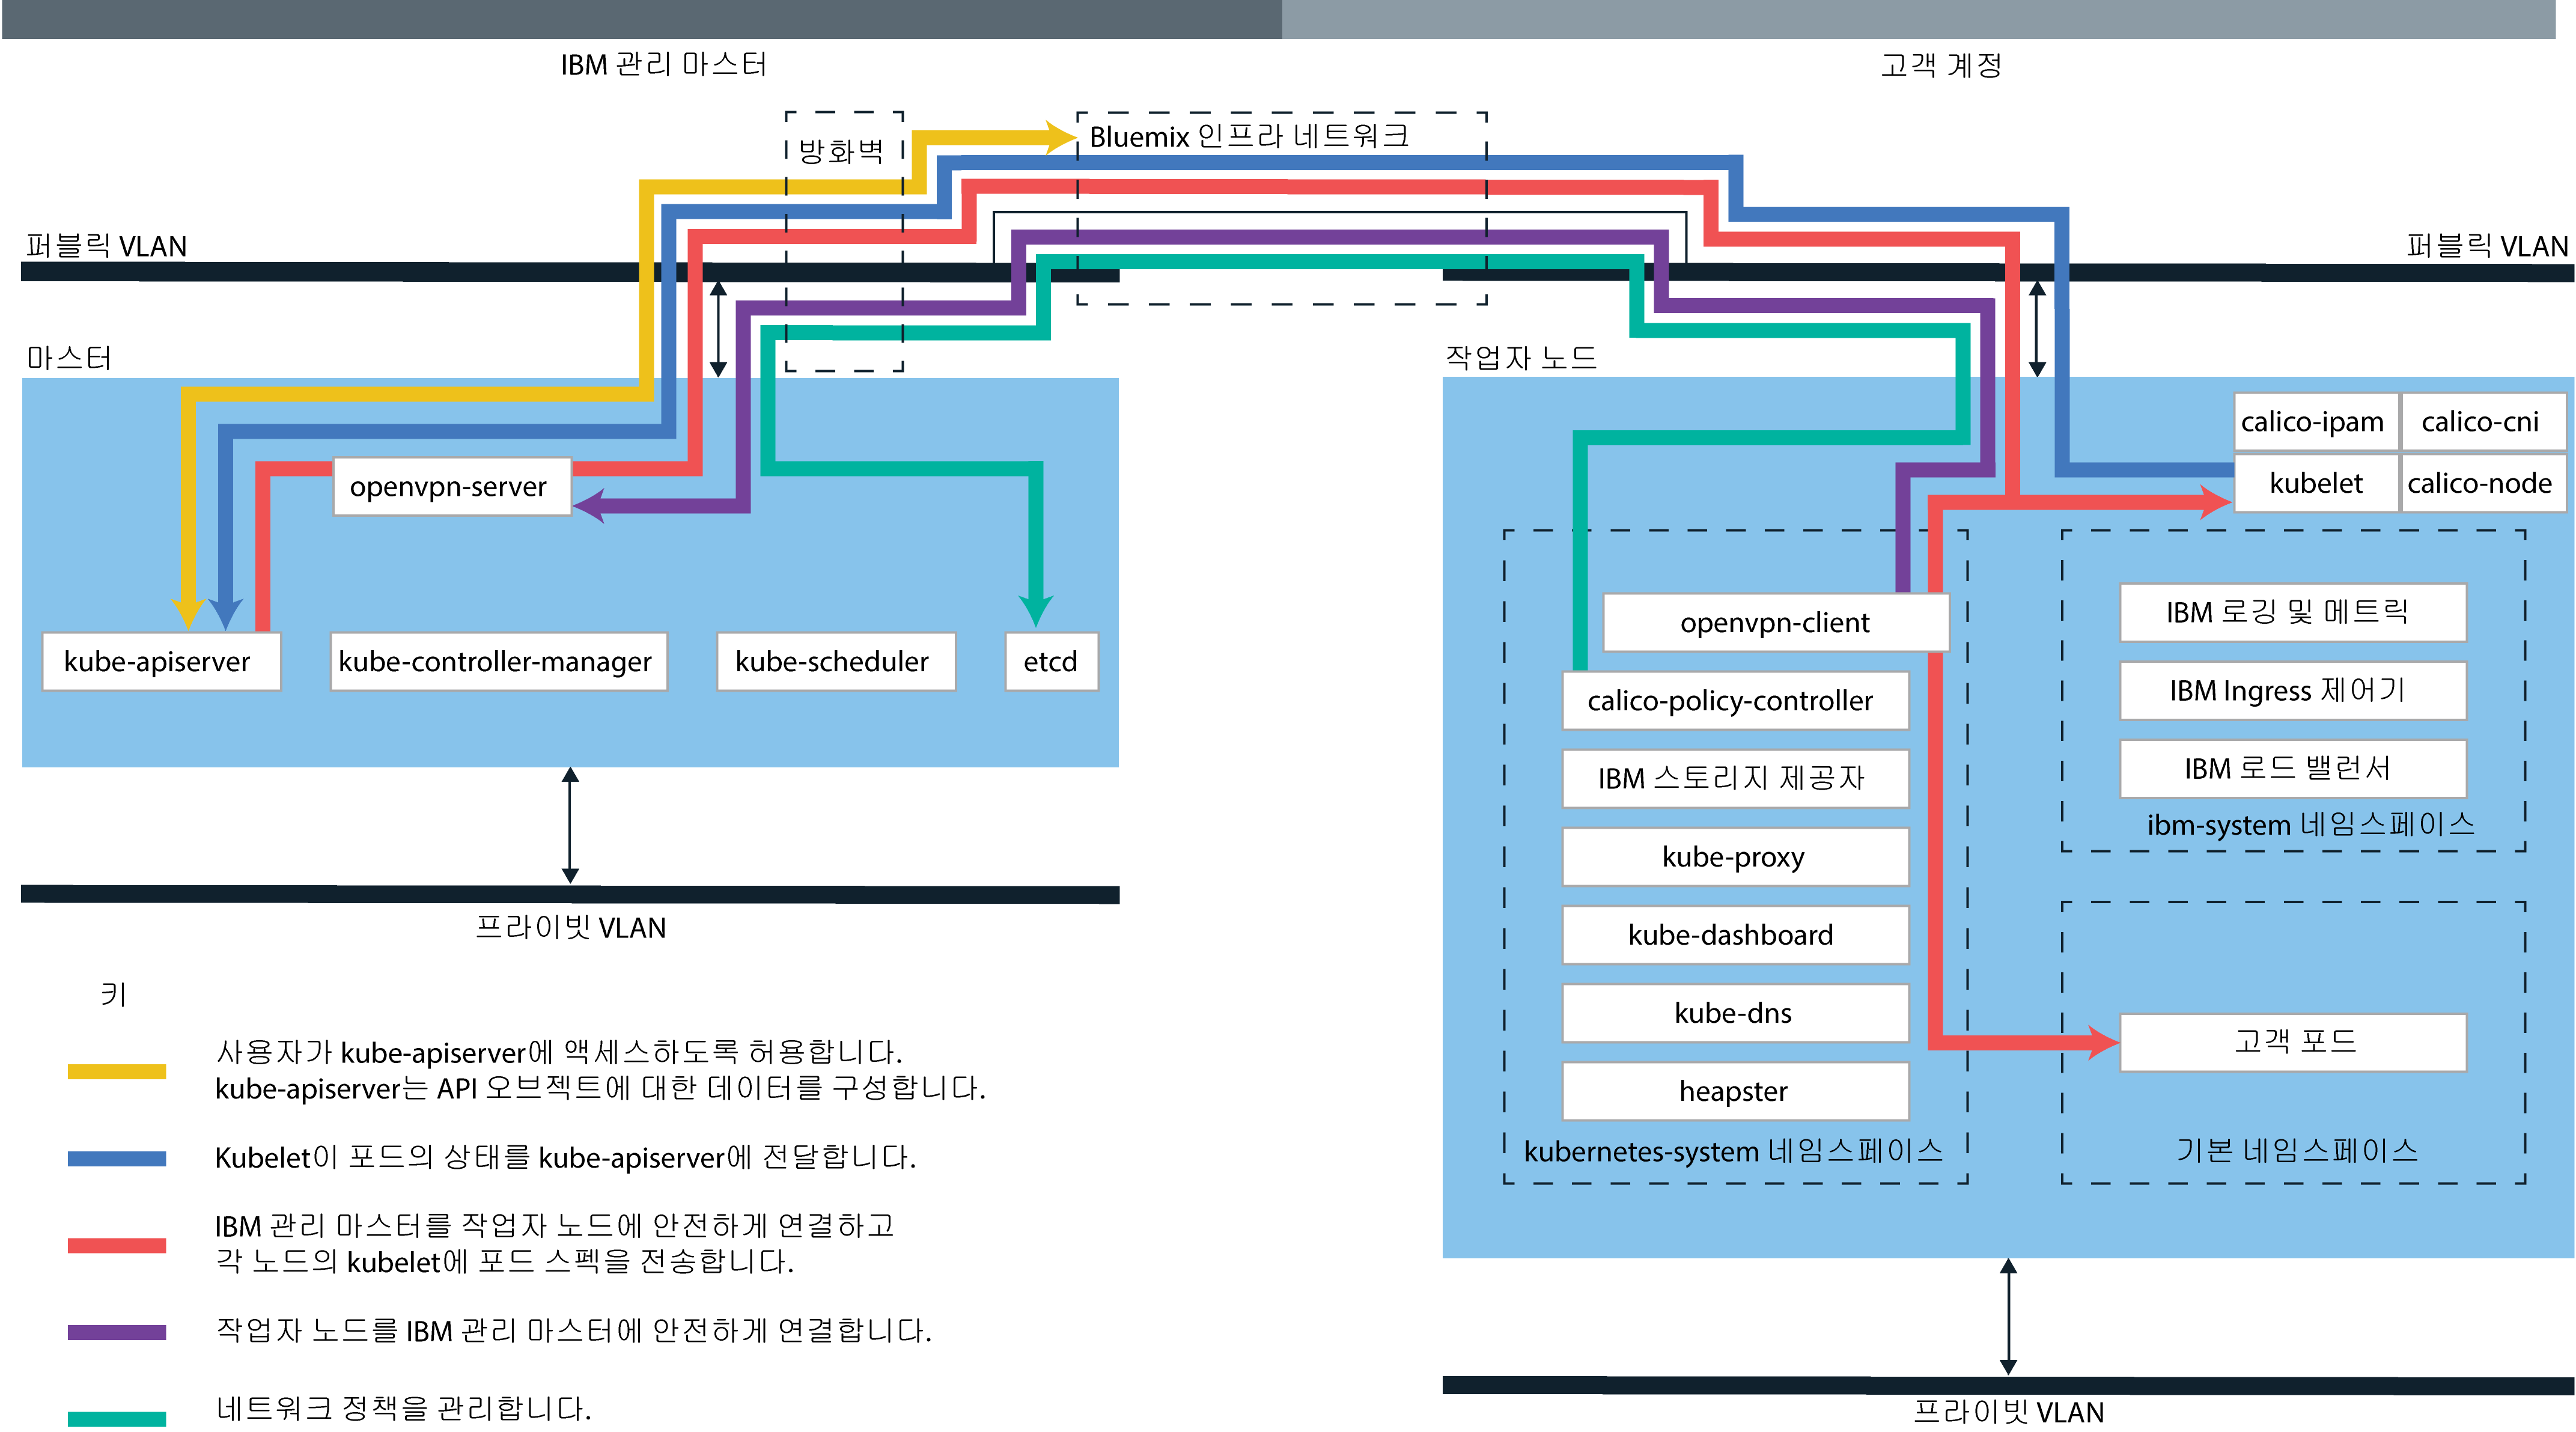 IBM 관리 마스터
고객 계정
방화벽
Bluemix 인프라 네트워크
퍼블릭 VLAN
퍼블릭 VLAN
마스터
openvpn-server
kube-apiserver
kube-controller-manager
kube-scheduler
etcd
프라이빗 VLAN
작업자 노드
calico-ipam
calico-cni
kubelet
calico-node
openvpn-client
calico-policy-controller
IBM 스토리지 제공자
kube-proxy
kube-dashboard
kube-dns
heapster
kubernetes-system 네임스페이스
IBM 로깅 및 메트릭
IBM Ingress 제어기
IBM 로드 밸런서
ibm-system 네임스페이스
고객 포드
기본 네임스페이스
프라이빗 VLAN
키
사용자가 kube-apiserver에 액세스하도록 허용합니다.
kube-apiserver는 API 오브젝트에 대한 데이터를 구성합니다.
Kubelet이 포드의 상태를 kube-apiserver에 전달합니다.
IBM 관리 마스터를 작업자 노드에 안전하게 연결하고
각 노드의 kubelet에 포드 스펙을 전송합니다.
작업자 노드를 IBM 관리 마스터에 안전하게 연결합니다.
네트워크 정책을 관리합니다.